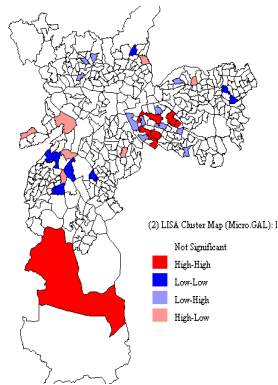 (2) LISA Cluster Map (Micro.GAL): I
Not Significant
High-High
Low-Low
Low-High
High-Low